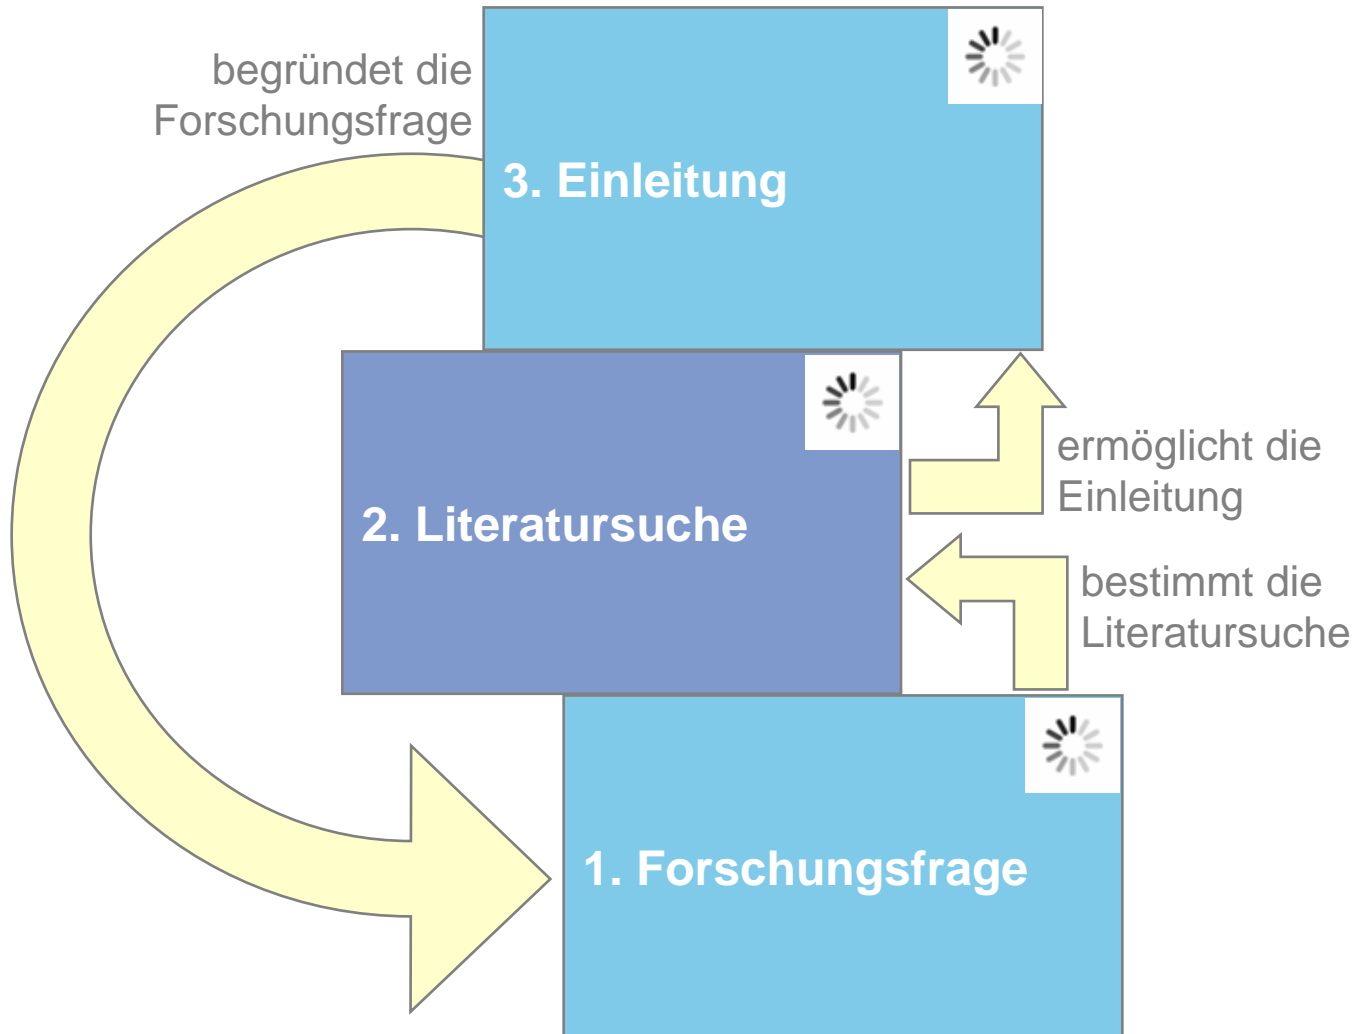 begründet die
Forschungsfrage
3. Einleitung
2. Literatursuche
ermöglicht die
Einleitung
bestimmt die
Literatursuche
1. Forschungsfrage